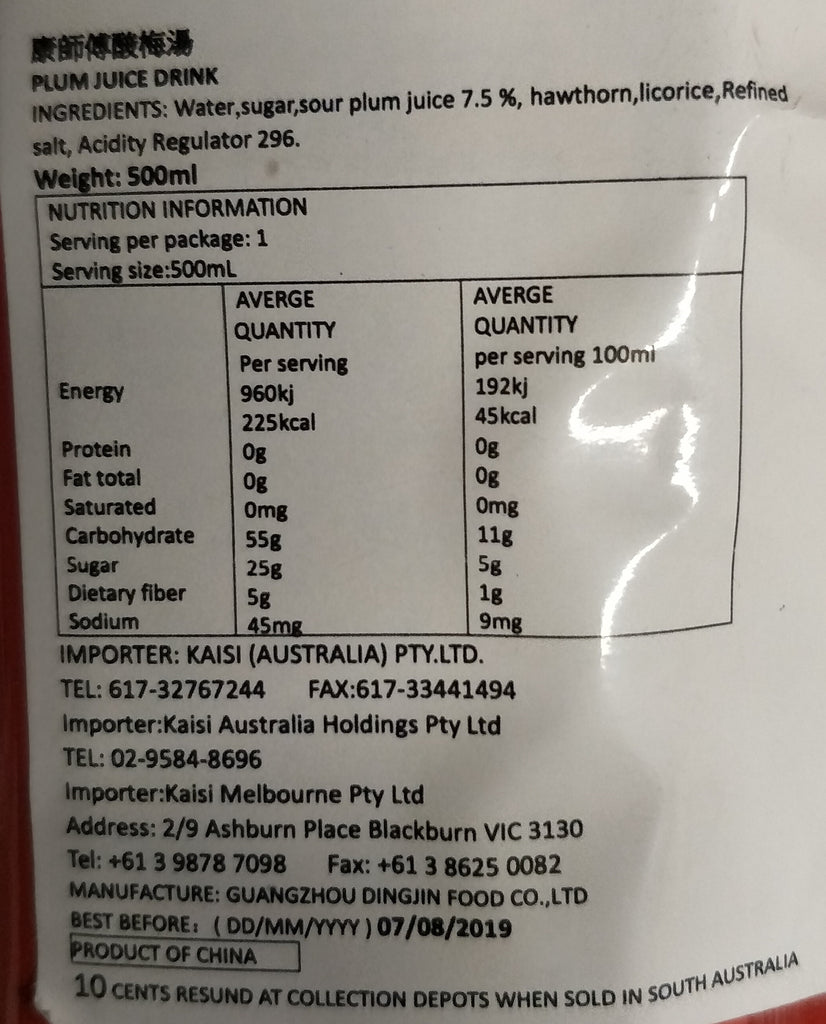 康師傅酸梅湯
PLUM JUICE DRINK
INGREDIENTS: Water,sugar,sour plum juice 7.5 %, hawthorn,licorice,Refined
salt, Acidity Regulator 296.
Weight: 500ml
NUTRITION INFORMATION
Serving per package: 1
Serving size:500mL
AVERGE AVERGE
QUANTITY QUANTITY
Per serving per serving 100ml
Energy 960kj 192kj
225kcal 45kcal
Protein 0g 0g
Fat total 0g 0g
Saturated 0mg 0mg
Carbohydrate 55g 11g
Sugar 25g 5g
Dietary fiber 5g 1g
Sodium 45mg 9mg
IMPORTER: KAISI (AUSTRALIA) PTY.LTD.
TEL: 617-32767244 FAX:617-33441494
Importer:Kaisi Australia Holdings Pty Ltd
TEL: 02-9584-8696
Importer:Kaisi Melbourne Pty Ltd
Address: 2/9 Ashburn Place Blackburn VIC 3130
Tel: +61 3 9878 7098 Fax: +61 3 8625 0082
MANUFACTURE: GUANGZHOU DINGJIN FOOD CO.,LTD
BEST BEFORE: ( DD/MM/YYYY ) 07/08/2019
PRODUCT OF CHINA
10 CENTS RESUND AT COLLECTION DEPOTS WHEN SOLD IN SOUTH AUSTRALIA